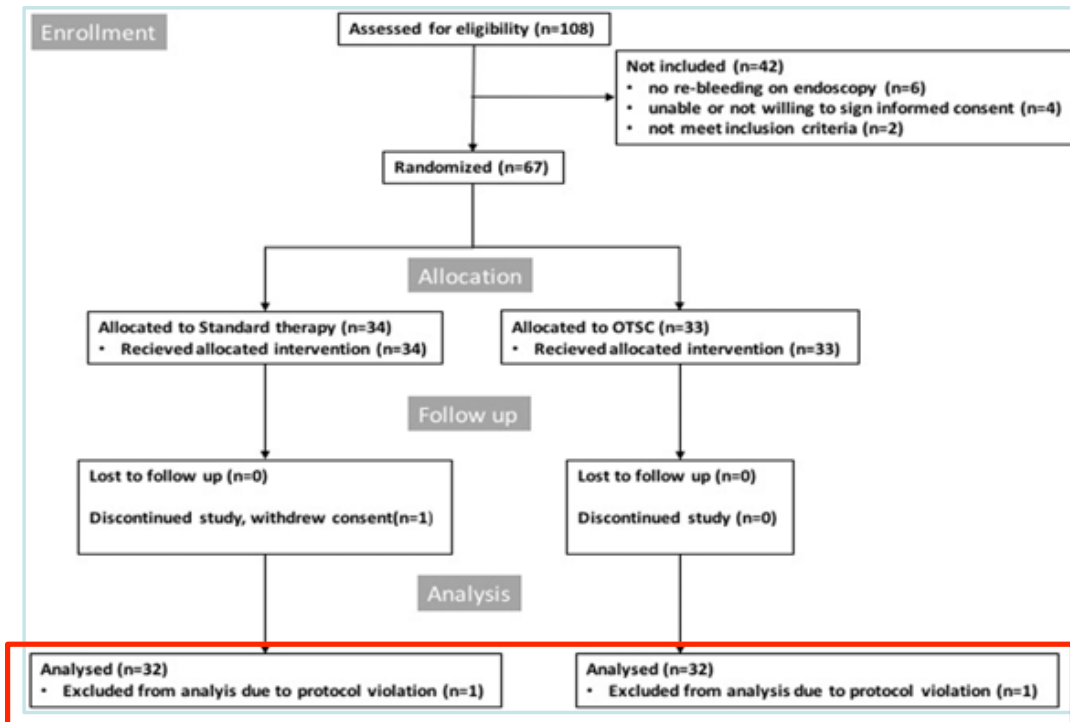 Enrollment
Assessed for eligibility (n=108)
Not included (n=42)
• no re-bleeding on endoscopy (n=6)
• unable or not willing to sign informed consent (n=4)
• not meet inclusion criteria (n=2)
Randomized (n=67)
Allocation
Allocated to Standard therapy (n=34)
• Recieved allocated intervention (n=34)
Allocated to OTSC (n=33)
• Recieved allocated intervention (n=33)
Follow up
Lost to follow up (n=0)
Discontinued study, withdrew consent(n=1)
Lost to follow up (n=0)
Discontinued study (n=0)
Analysis
Analysed (n=32)
• Excluded from analyis due to protocol violation (n=1)
Analysed (n=32)
• Excluded from analysis due to protocol violation (n=1)